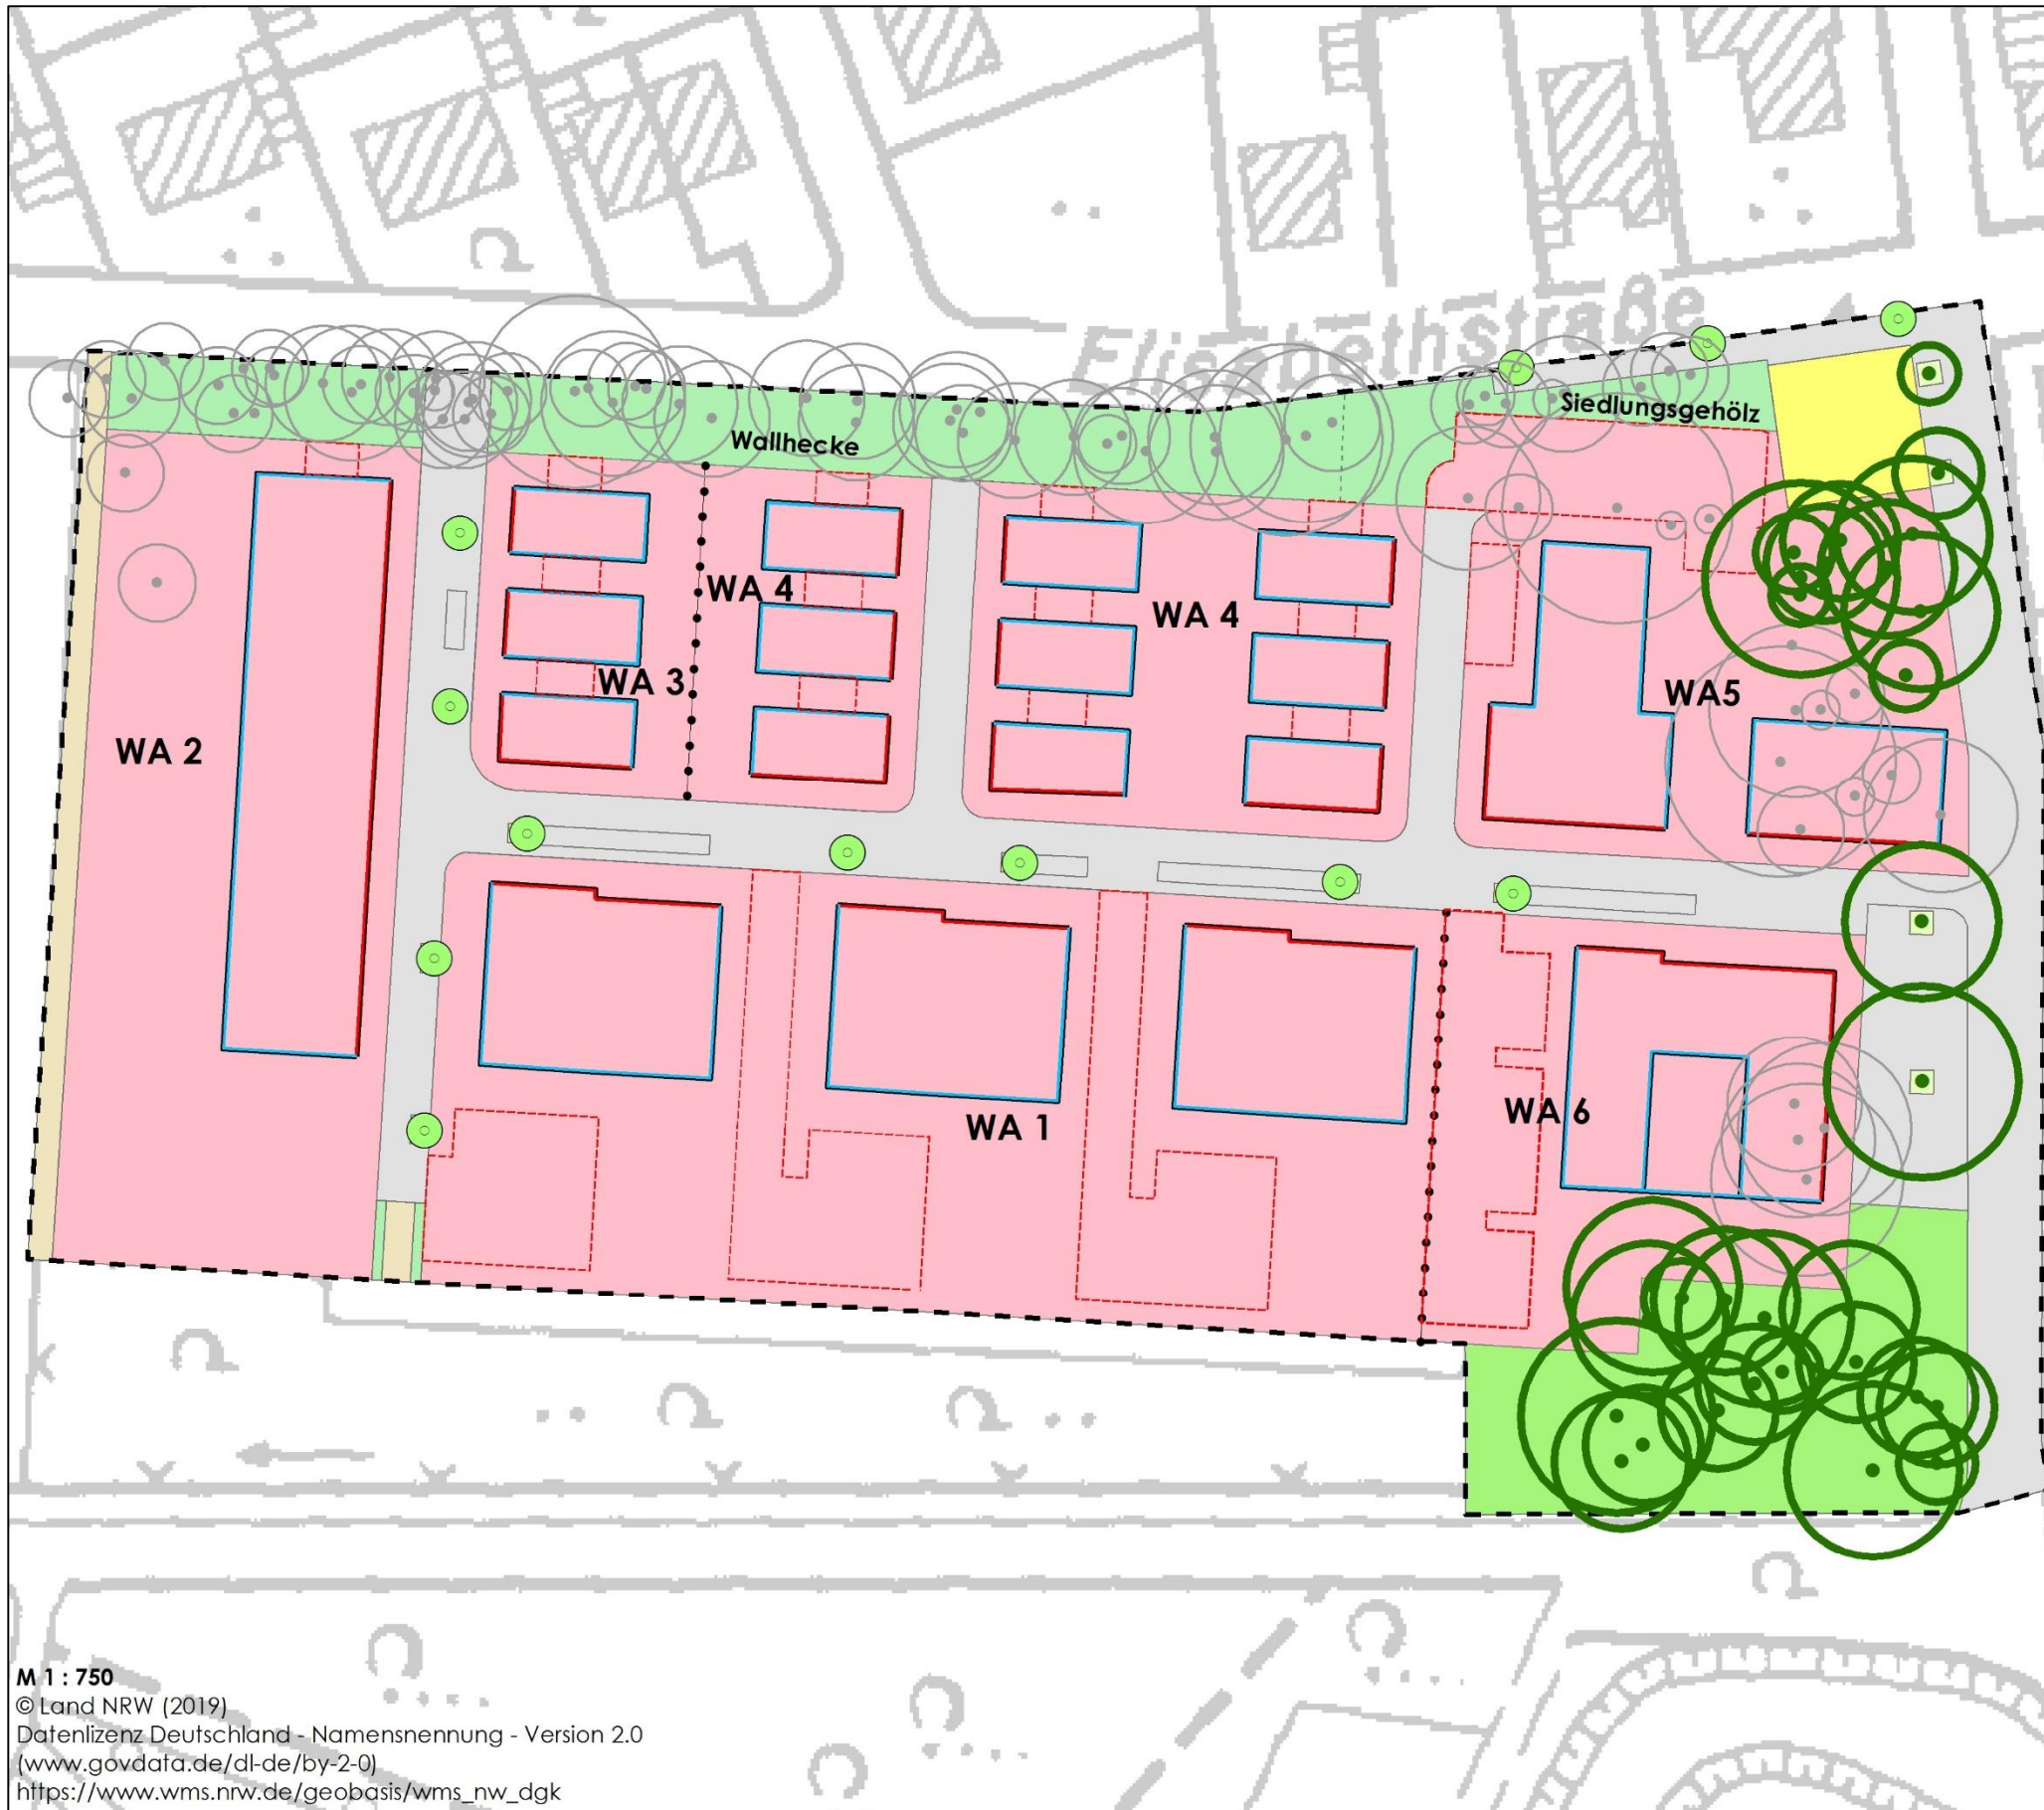 Elisabethstraße
Siedlungsgehölz
Wallhecke
WA 4
WA 4
WA 3
WA5
WA 2
WA 6
WA 1
M 1 : 750
© Land NRW (2019)
Datenlizenz Deutschland - Namensnennung - Version 2.0
(www.govdata.de/dl-de/by-2-0)
https://www.wms.nrw.de/geobasis/wms_nw_dgk